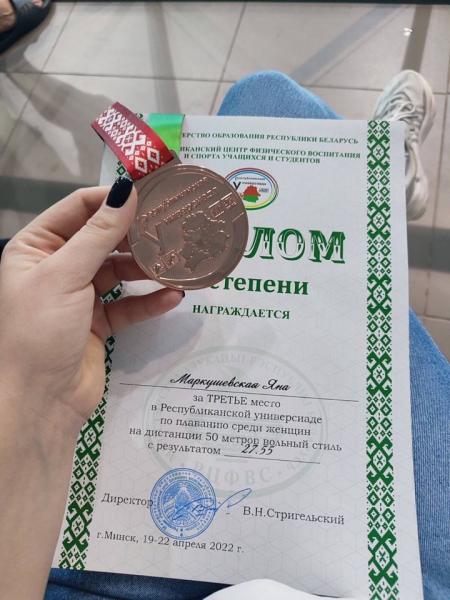 ЕРСТВО ОБРАЗОВАНИЯ РЕСПУБЛИКИ БЕЛАРУСЬ
ЛИКАНСКИЙ ЦЕНТР ФИЗИЧЕСКОГО ВОСПИТАНИЯ
И СПОРТА УЧАЩИХСЯ И СТУДЕНТОВ
ЛОМ
степени
НАГРАЖДАЕТСЯ
Маркушевская Яна
за ТРЕТЬЕ место
в Республиканской универсиаде
по плаванию среди женщин
на дистанции 50 метров вольный стиль
с результатом 27.55
Директор В.Н.Стригельский
г.Минск, 19-22 апреля 2022 г.